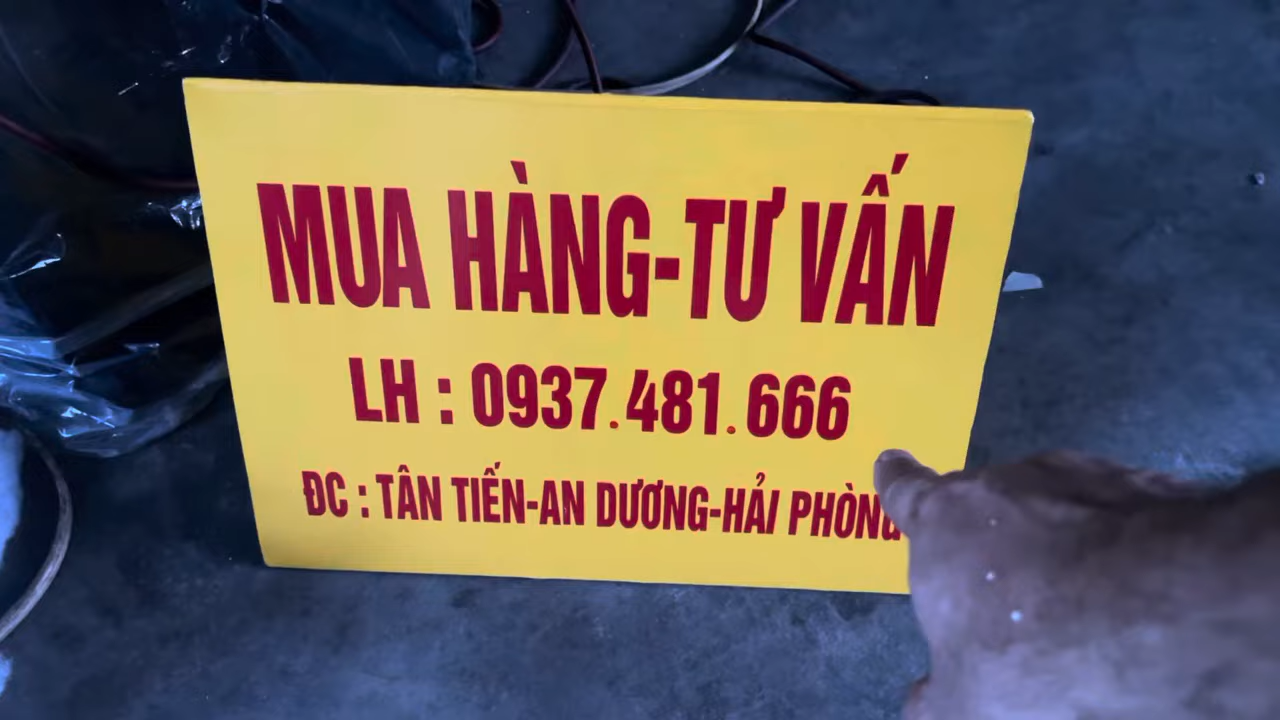 MUA HÀNG-TƯ VẤN
LH : 0937.481.666
ĐC : TÂN TIẾN-AN DƯƠNG-HẢI PHÒNG